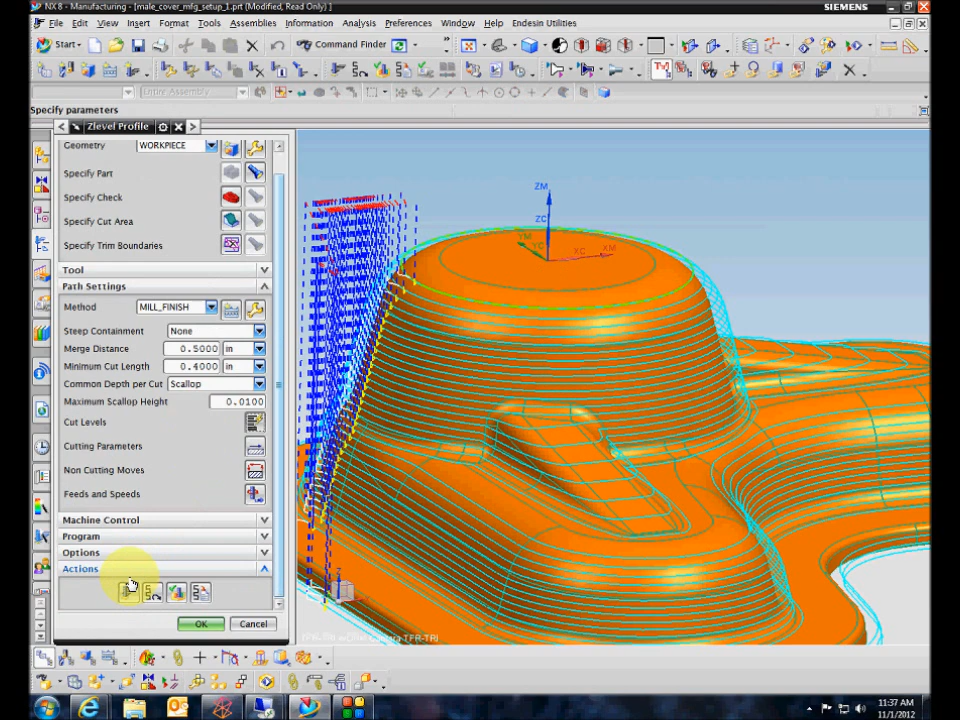 NX 8 - Manufacturing - [male_cover_mfg_setup_1.prt (Modified, Read Only) ]
SIEMENS
File Edit View Insert Format Tools Assemblies Information Analysis Preferences Window Help Endesin Utilities
Start Command Finder
Entire Assembly
Specify parameters
Zlevel Profile
Geometry WORKPIECE
Specify Part
Specify Check
Specify Cut Area
Specify Trim Boundaries
Tool
Path Settings
Method MILL_FINISH
Steep Containment None
Merge Distance 0.5000 in
Minimum Cut Length 0.4000 in
Common Depth per Cut Scallop
Maximum Scallop Height 0.0100
Cut Levels
Cutting Parameters
Non Cutting Moves
Feeds and Speeds
Machine Control
Program
Options
Actions
OK Cancel
ZM
ZC
YM
YC
XC
XM
Z
11:37 AM
11/1/2012